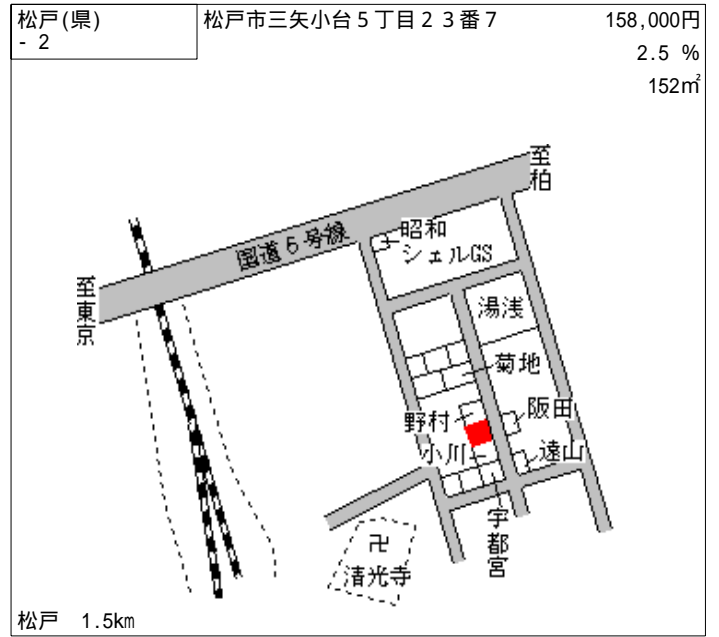 松戸(県)
- 2
松戸市三矢小台5丁目23番7
158,000円
2.5 %
152㎡
至柏
昭和
シェルGS
国道6号線
至東京
湯浅
菊地
野村
阪田
小川
遠山
宇都宮
卍
清光寺
松戸 1.5km